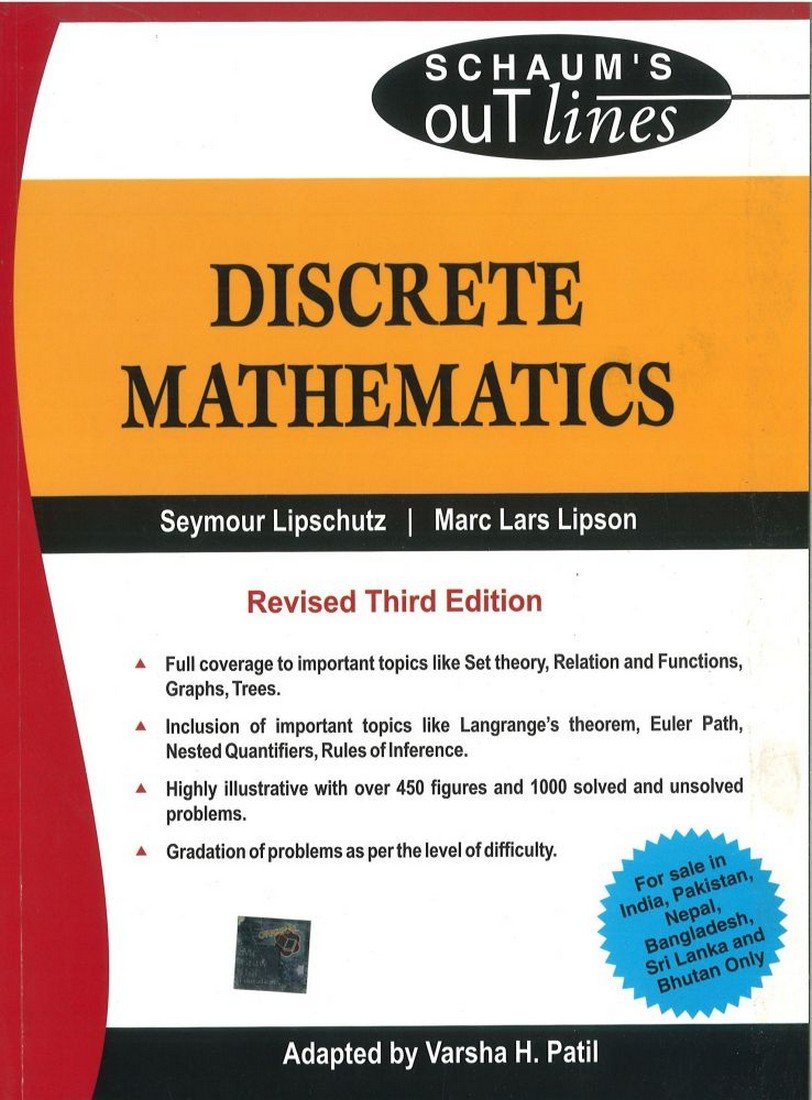 SCHAUM'S
ouTlines
DISCRETE
MATHEMATICS
Seymour Lipschutz | Marc Lars Lipson
Revised Third Edition
▲ Full coverage to important topics like Set theory, Relation and Functions,
Graphs, Trees.
▲ Inclusion of important topics like Langrange's theorem, Euler Path,
Nested Quantifiers, Rules of Inference.
▲ Highly illustrative with over 450 figures and 1000 solved and unsolved
problems.
▲ Gradation of problems as per the level of difficulty.
For sale in
India, Pakistan,
Nepal,
Bangladesh,
Sri Lanka and
Bhutan Only
Adapted by Varsha H. Patil